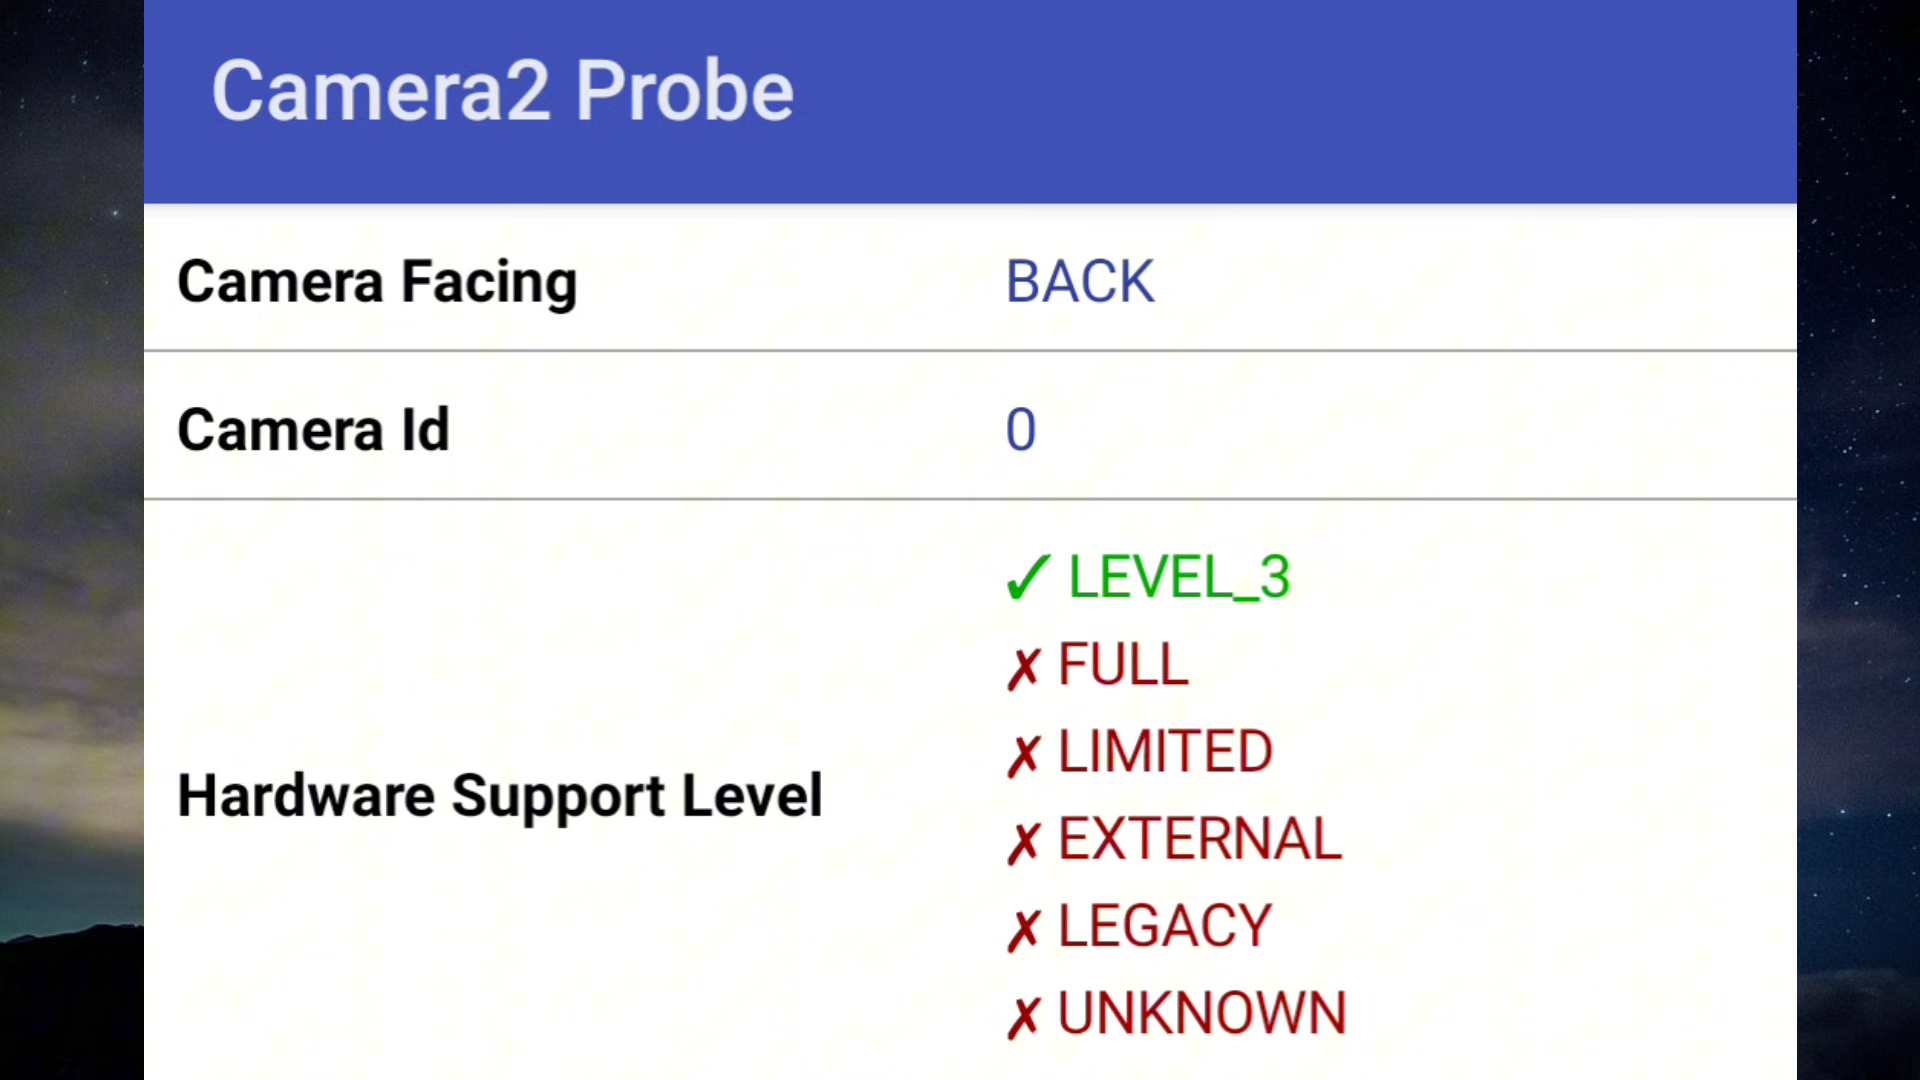 Camera2 Probe
Camera Facing BACK
Camera Id 0
Hardware Support Level
✓ LEVEL_3
✗ FULL
✗ LIMITED
✗ EXTERNAL
✗ LEGACY
✗ UNKNOWN